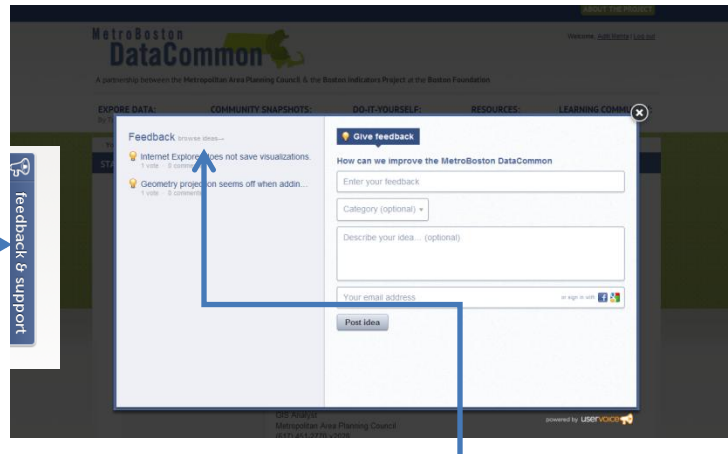 ABOUT THE PROJECT
MetroBoston
DataCommon
Welcome, Aditi Mehta | Log out
A partnership between the Metropolitan Area Planning Council & the Boston Indicators Project at the Boston Foundation
EXPORE DATA:
COMMUNITY SNAPSHOTS:
DO-IT-YOURSELF:
RESOURCES:
LEARNING
Feedback browse ideas
Internet Explorer does not save visualizations.
1 vote · 0 comments
Geometry projection seems off when addin...
1 vote · 0 comments
Give feedback
How can we improve the MetroBoston DataCommon
Enter your feedback
Category (optional)
Describe your idea... (optional)
Your email address
or sign in with
Post idea
feedback & support
GIS Analyst
Metropolitan Area Planning Council
powered by uservoice